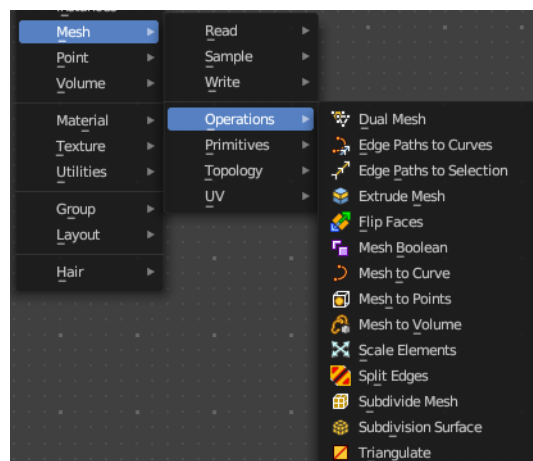 Mesh
Point
Volume
Material
Texture
Utilities
Group
Layout
Hair
Read
Sample
Write
Operations
Primitives
Topology
UV
Dual Mesh
Edge Paths to Curves
Edge Paths to Selection
Extrude Mesh
Flip Faces
Mesh Boolean
Mesh to Curve
Mesh to Points
Mesh to Volume
Scale Elements
Split Edges
Subdivide Mesh
Subdivision Surface
Triangulate